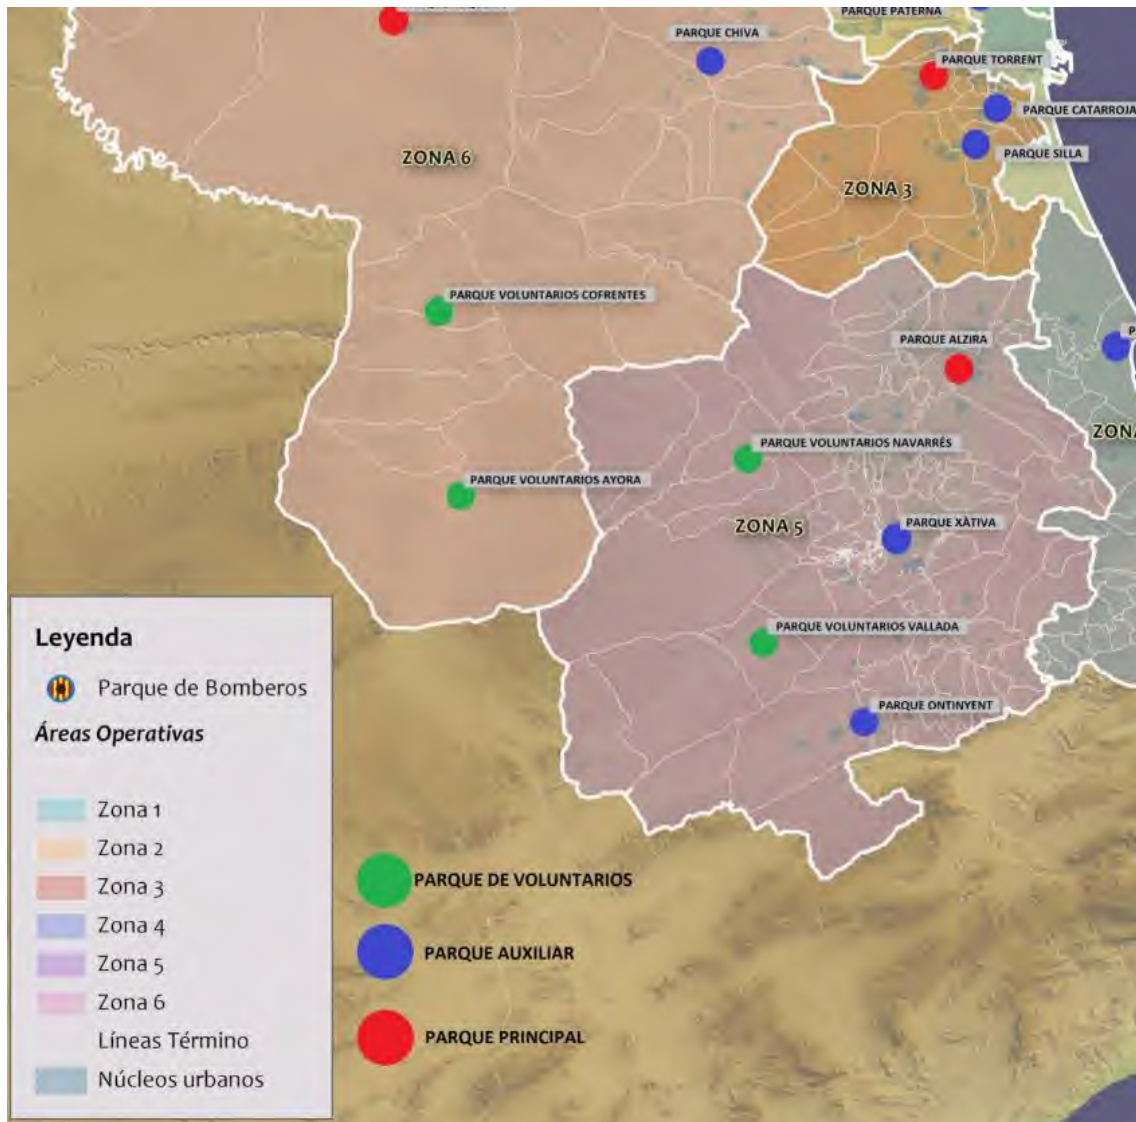 PARQUE PATERNA
PARQUE CHIVA
PARQUE TORRENT
PARQUE CATARROJA
PARQUE SILLA
ZONA 6
ZONA 3
PARQUE VOLUNTARIOS COFRENTES
PARQUE ALZIRA
P
ZONA
PARQUE VOLUNTARIOS NAVARRÉS
PARQUE VOLUNTARIOS AYORA
ZONA 5
PARQUE XÀTIVA
PARQUE VOLUNTARIOS VALLADA
PARQUE ONTINYENT
Leyenda
Parque de Bomberos
Áreas Operativas
Zona 1
Zona 2
Zona 3
Zona 4
Zona 5
Zona 6
Líneas Término
Núcleos urbanos
PARQUE DE VOLUNTARIOS
PARQUE AUXILIAR
PARQUE PRINCIPAL